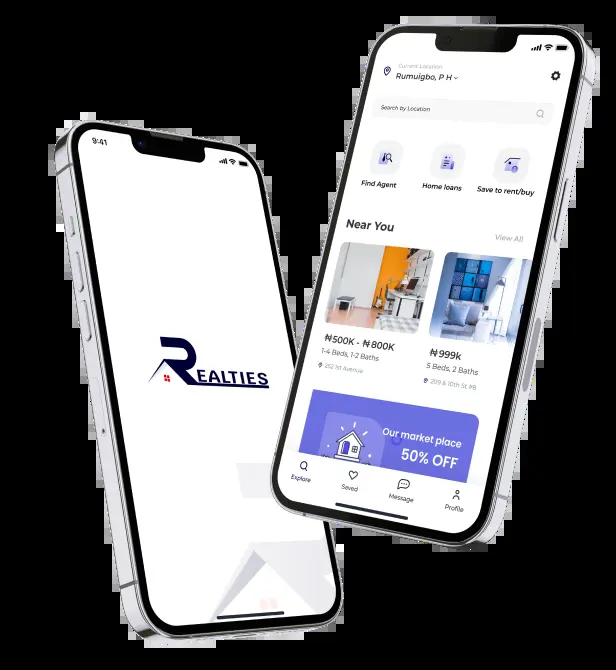 9:41
REALTIES
Current Location
Rumuigbo, P H
Search by Location
Find Agent
Home loans
Save to rent/buy
Near You
View All
₦500K - ₦800K
1-4 Beds, 1-2 Baths
252 1st Avenue
₦999k
5 Beds, 2 Baths
209 & 10th St #B
Our market place
50% OFF
Explore
Saved
Message
Profile